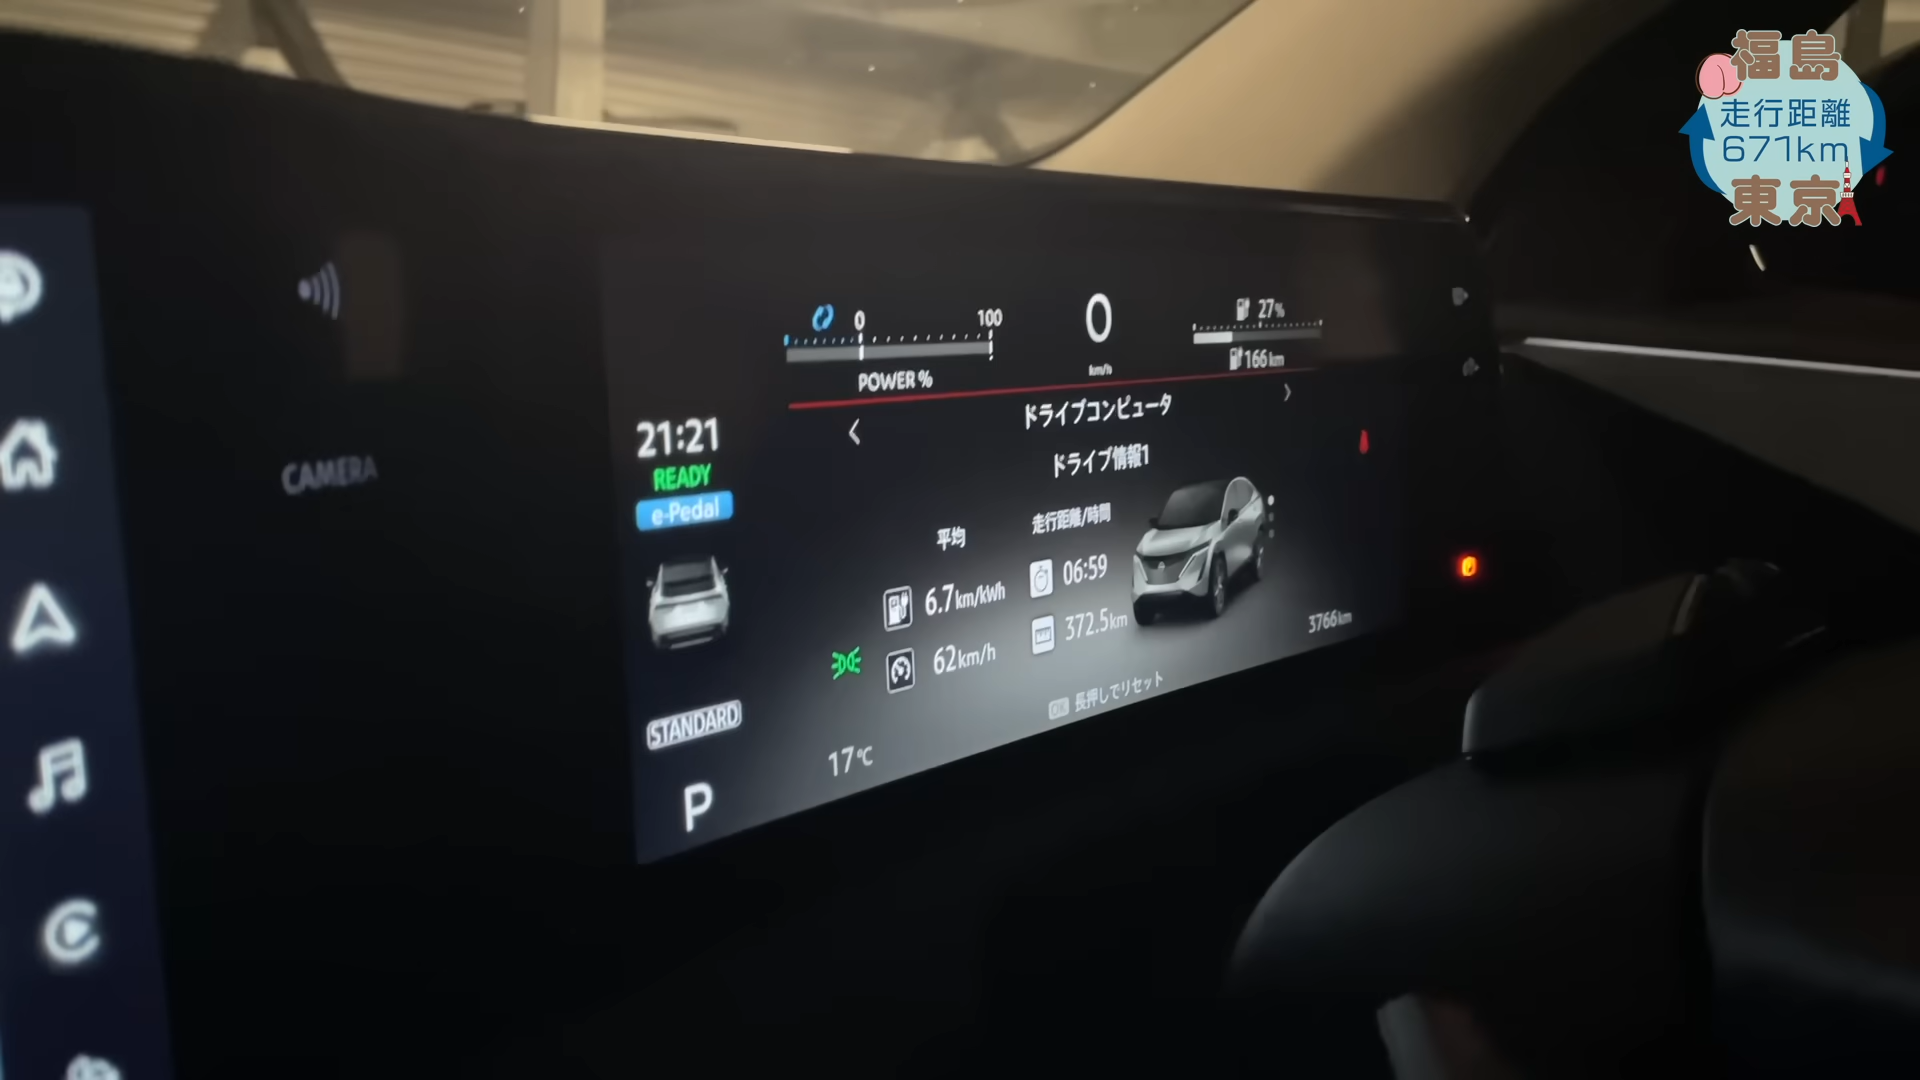 福島
走行距離
671km
東京
0
100
POWER %
0
km/h
27%
166 km
ドライブコンピュータ
ドライブ情報1
21:21
READY
e-Pedal
平均
走行距離/時間
6.7km/kWh
06:59
62km/h
372.5km
3766km
OK 長押しでリセット
STANDARD
17℃
P
CAMERA